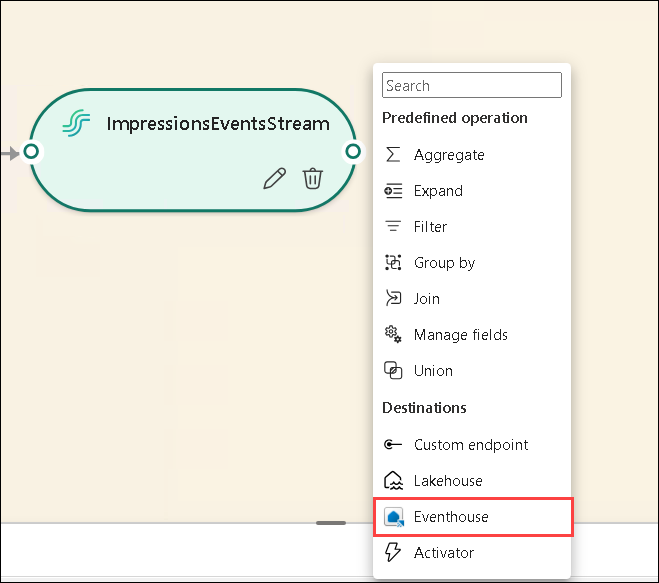 ImpressionsEventsStream
Search
Predefined operation
Aggregate
Expand
Filter
Group by
Join
Manage fields
Union
Destinations
Custom endpoint
Lakehouse
Eventhouse
Activator